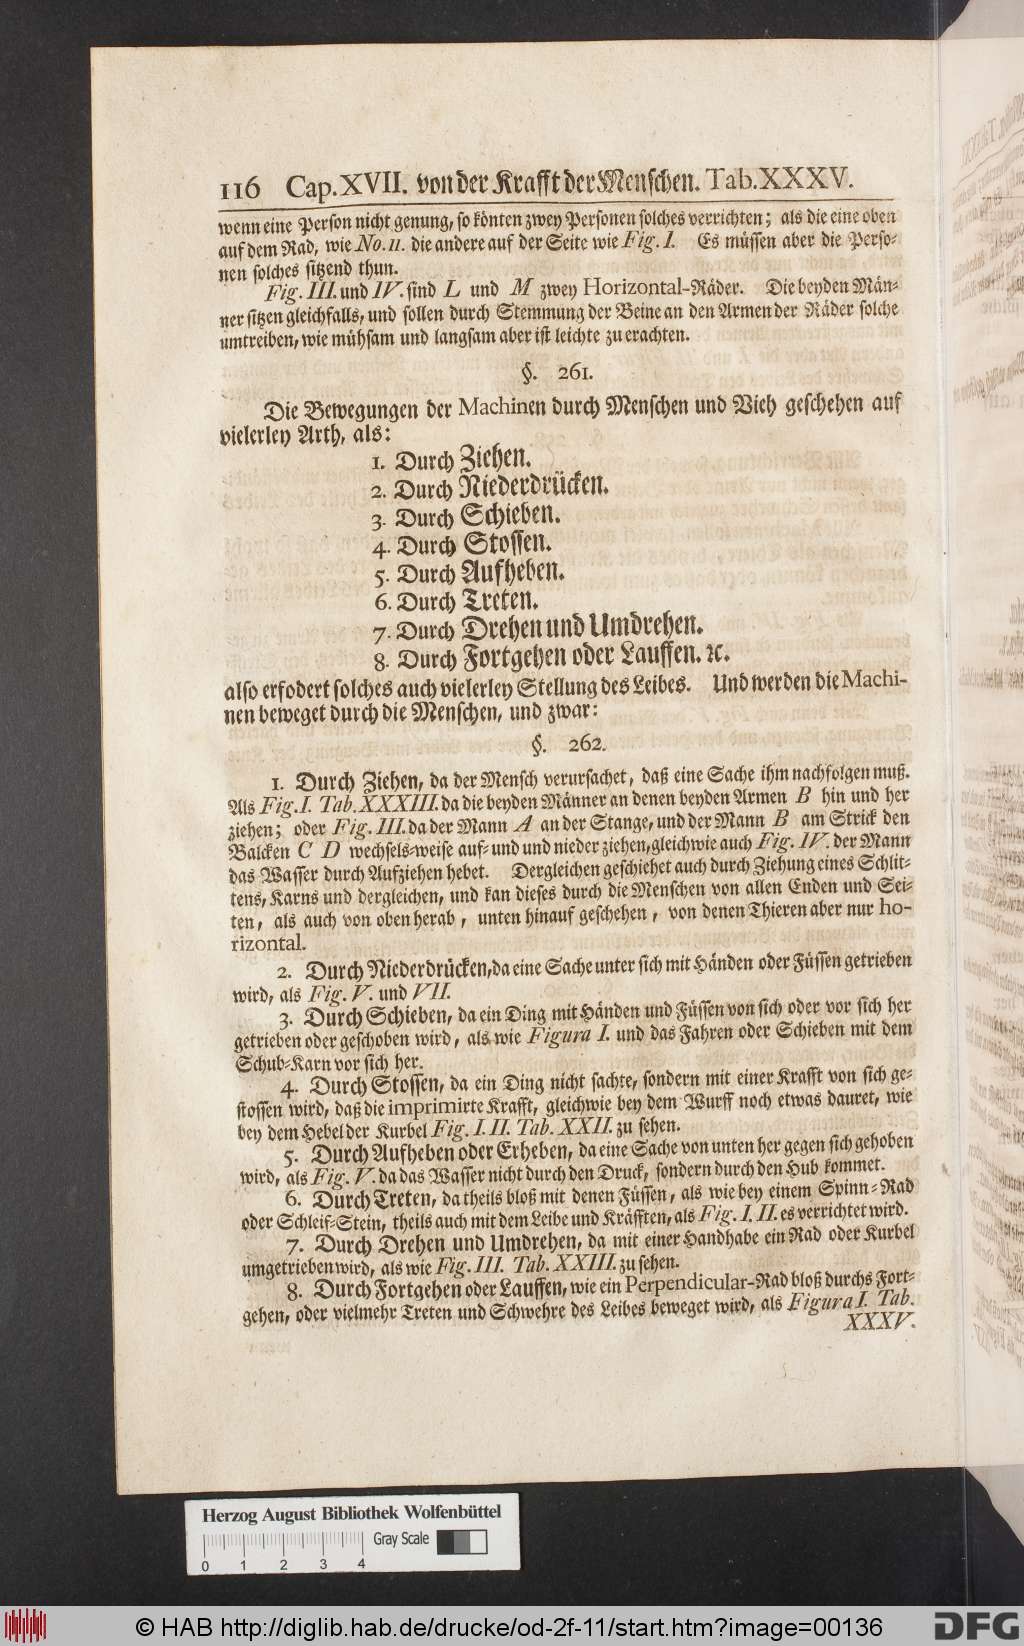 116 Cap. XVII. von der Krafft der Menschen. Tab. XXXV.
wenn eine Person nicht genung, so könten zwey Personen solches verrichten; als die eine oben
auf dem Rad, wie No. 11. die andere auf der Seite wie Fig. I. Es müssen aber die Perso-
nen solches sitzend thun.
Fig. III. und IV. sind L und M zwey Horizontal-Räder. Die beyden Män-
ner sitzen gleichfalls, und sollen durch Stemmung der Beine an den Armen der Räder solche
umtreiben, wie mühsam und langsam aber ist leichte zu erachten.
§. 261.
Die Bewegungen der Machinen durch Menschen und Vieh geschehen auf
vielerley Arth, als:
1. Durch Ziehen.
2. Durch Niederdrücken.
3. Durch Schieben.
4. Durch Stossen.
5. Durch Aufheben.
6. Durch Treten.
7. Durch Drehen und Umdrehen.
8. Durch Fortgehen oder Lauffen. ꝛc.
also erfodert solches auch vielerley Stellung des Leibes. Und werden die Machi-
nen beweget durch die Menschen, und zwar:
§. 262.
1. Durch Ziehen, da der Mensch verursachet, daß eine Sache ihm nachfolgen muß.
Als Fig. I. Tab. XXXIII. da die beyden Männer an denen beyden Armen B hin und her
ziehen; oder Fig. III. da der Mann A an der Stange, und der Mann B am Strick den
Balcken C D wechsels-weise auf- und und nieder ziehen, gleichwie auch Fig. IV. der Mann
das Wasser durch Aufziehen hebet. Dergleichen geschiehet auch durch Ziehung eines Schlit-
tens, Karns und dergleichen, und kan dieses durch die Menschen von allen Enden und Sei-
ten, als auch von oben herab, unten hinauf geschehen, von denen Thieren aber nur ho-
rizontal.
2. Durch Niederdrücken, da eine Sache unter sich mit Händen oder Füssen getrieben
wird, als Fig. V. und VII.
3. Durch Schieben, da ein Ding mit Händen und Füssen von sich oder vor sich her
getrieben oder geschoben wird, als wie Figura I. und das Fahren oder Schieben mit dem
Schub-Karn vor sich her.
4. Durch Stossen, da ein Ding nicht sachte, sondern mit einer Krafft von sich ge-
stossen wird, daß die imprimirte Krafft, gleichwie bey dem Wurff noch etwas dauret, wie
bey dem Hebel der Kurbel Fig. I. II. Tab. XXII. zu sehen.
5. Durch Aufheben oder Erheben, da eine Sache von unten her gegen sich gehoben
wird, als Fig. V. da das Wasser nicht durch den Druck, sondern durch den Hub kommet.
6. Durch Treten, da theils bloß mit denen Füssen, als wie bey einem Spinn-Rad
oder Schleif-Stein, theils auch mit dem Leibe und Kräfften, als Fig. I. II. es verrichtet wird.
7. Durch Drehen und Umdrehen, da mit einer Handhabe ein Rad oder Kurbel
umgetrieben wird, als wie Fig. III. Tab. XXIII. zu sehen.
8. Durch Fortgehen oder Lauffen, wie ein Perpendicular-Rad bloß durchs Fort-
gehen, oder vielmehr Treten und Schwehre des Leibes beweget wird, als Figura I. Tab.
XXXV.
Herzog August Bibliothek Wolfenbüttel
Gray Scale
0 1 2 3 4
© HAB http://diglib.hab.de/drucke/od-2f-11/start.htm?image=00136
DFG